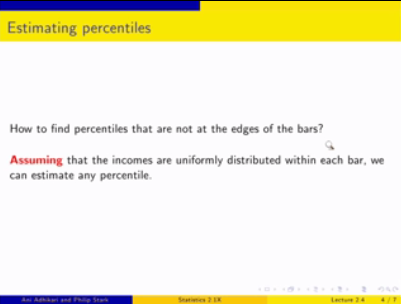 Estimating percentiles
How to find percentiles that are not at the edges of the bars?
Assuming that the incomes are uniformly distributed within each bar, we
can estimate any percentile.
Ani Adhikari and Philip Stark
Statistics 2.1X
Lecture 2.4
4 / 7